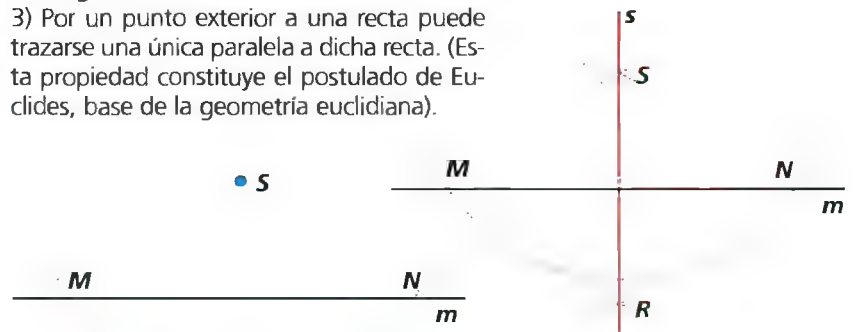 3) Por un punto exterior a una recta puede
trazarse una única paralela a dicha recta. (Es-
ta propiedad constituye el postulado de Eu-
clides, base de la geometría euclidiana).
S
M N
m
s
S
M N
m
R